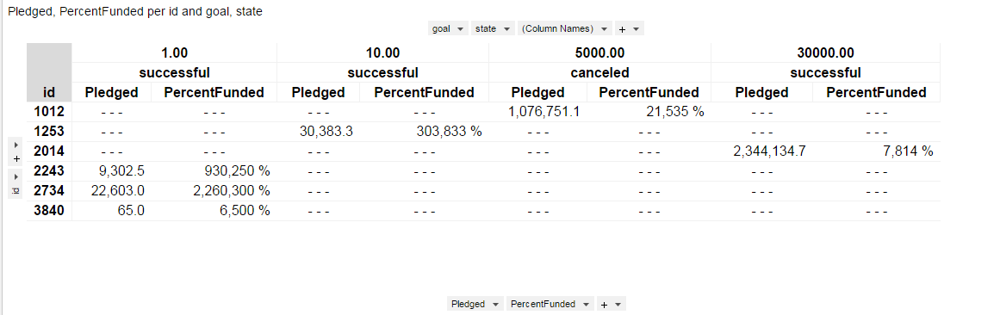 Pledged, PercentFunded per id and goal, state
goal state (Column Names) +
1.00 10.00 5000.00 30000.00
successful successful canceled successful
id Pledged PercentFunded Pledged PercentFunded Pledged PercentFunded Pledged PercentFunded
1012 - - - - - - - - - - - - 1,076,751.1 21,535 % - - - - - -
1253 - - - - - - 30,383.3 303,833 % - - - - - - - - - - - -
2014 - - - - - - - - - - - - - - - - - - 2,344,134.7 7,814 %
+
2243 9,302.5 930,250 % - - - - - - - - - - - - - - - - - -
2734 22,603.0 2,260,300 % - - - - - - - - - - - - - - - - - -
3840 65.0 6,500 % - - - - - - - - - - - - - - - - - -
Pledged PercentFunded +